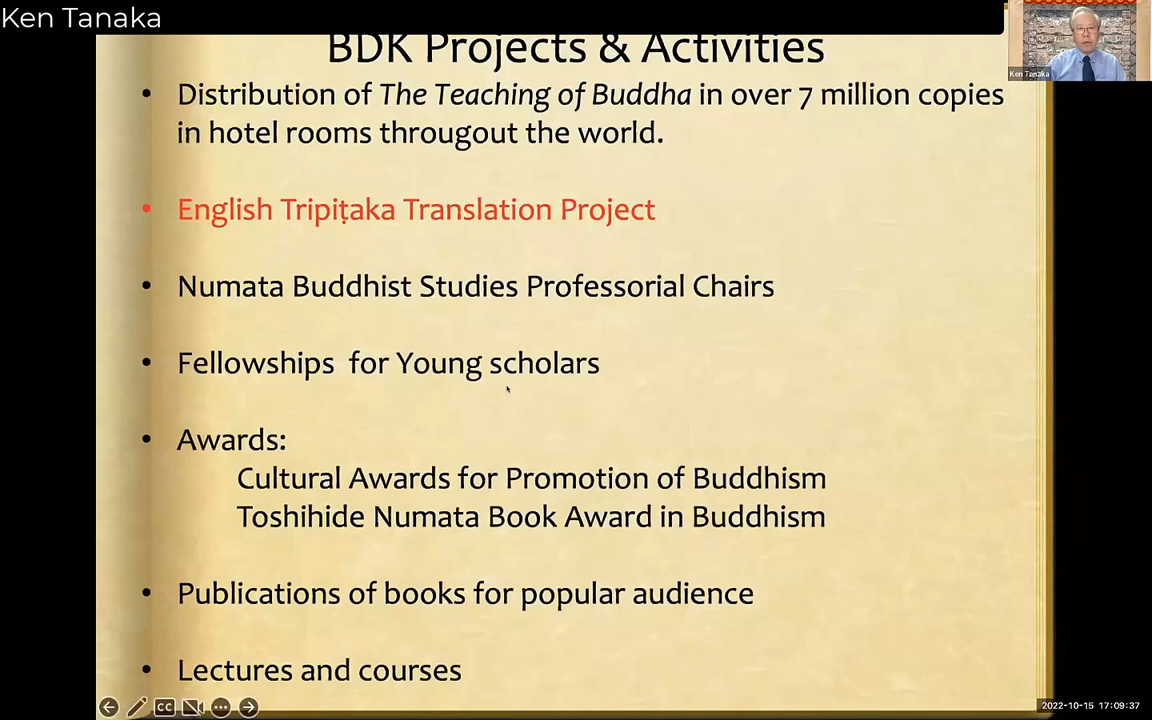 Ken Tanaka
BDK Projects & Activities
• Distribution of The Teaching of Buddha in over 7 million copies
in hotel rooms througout the world.
• English Tripiṭaka Translation Project
• Numata Buddhist Studies Professorial Chairs
• Fellowships for Young scholars
• Awards:
Cultural Awards for Promotion of Buddhism
Toshihide Numata Book Award in Buddhism
• Publications of books for popular audience
• Lectures and courses
Ken Tanaka
CC
2022-10-15 17:09:37